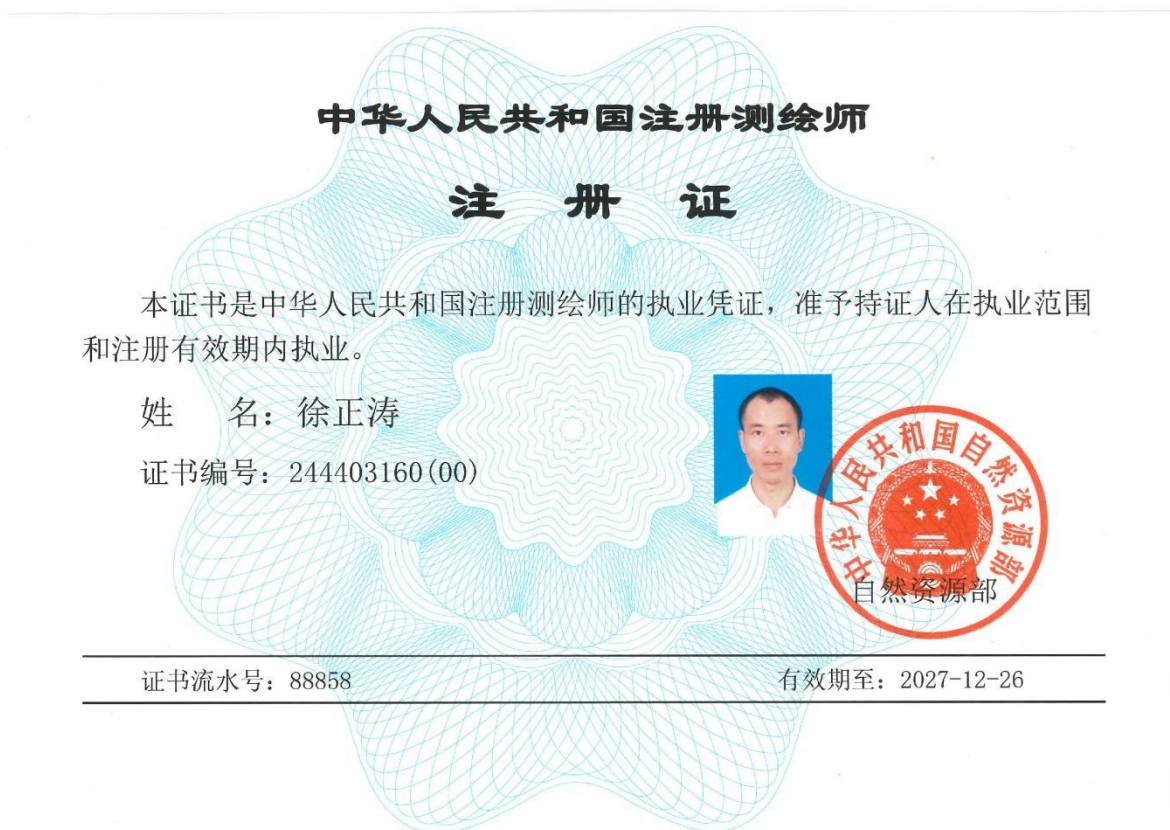 中华人民共和国注册测绘师
注 册 证
本证书是中华人民共和国注册测绘师的执业凭证，准予持证人在执业范围
和注册有效期内执业。
姓 名：徐正涛
证书编号：244403160(00)
中华人民共和国自然资源部
自然资源部
证书流水号：88858 有效期至：2027-12-26